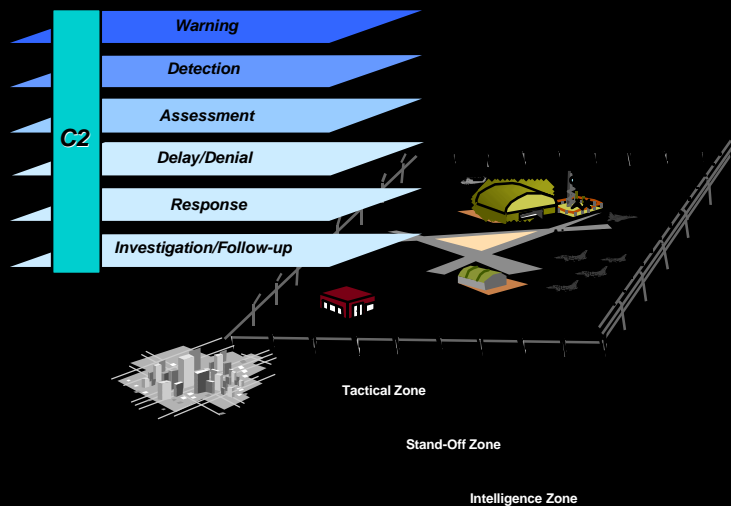 Warning
Detection
Assessment
C2
Delay/Denial
Response
Investigation/Follow-up
Tactical Zone
Stand-Off Zone
Intelligence Zone